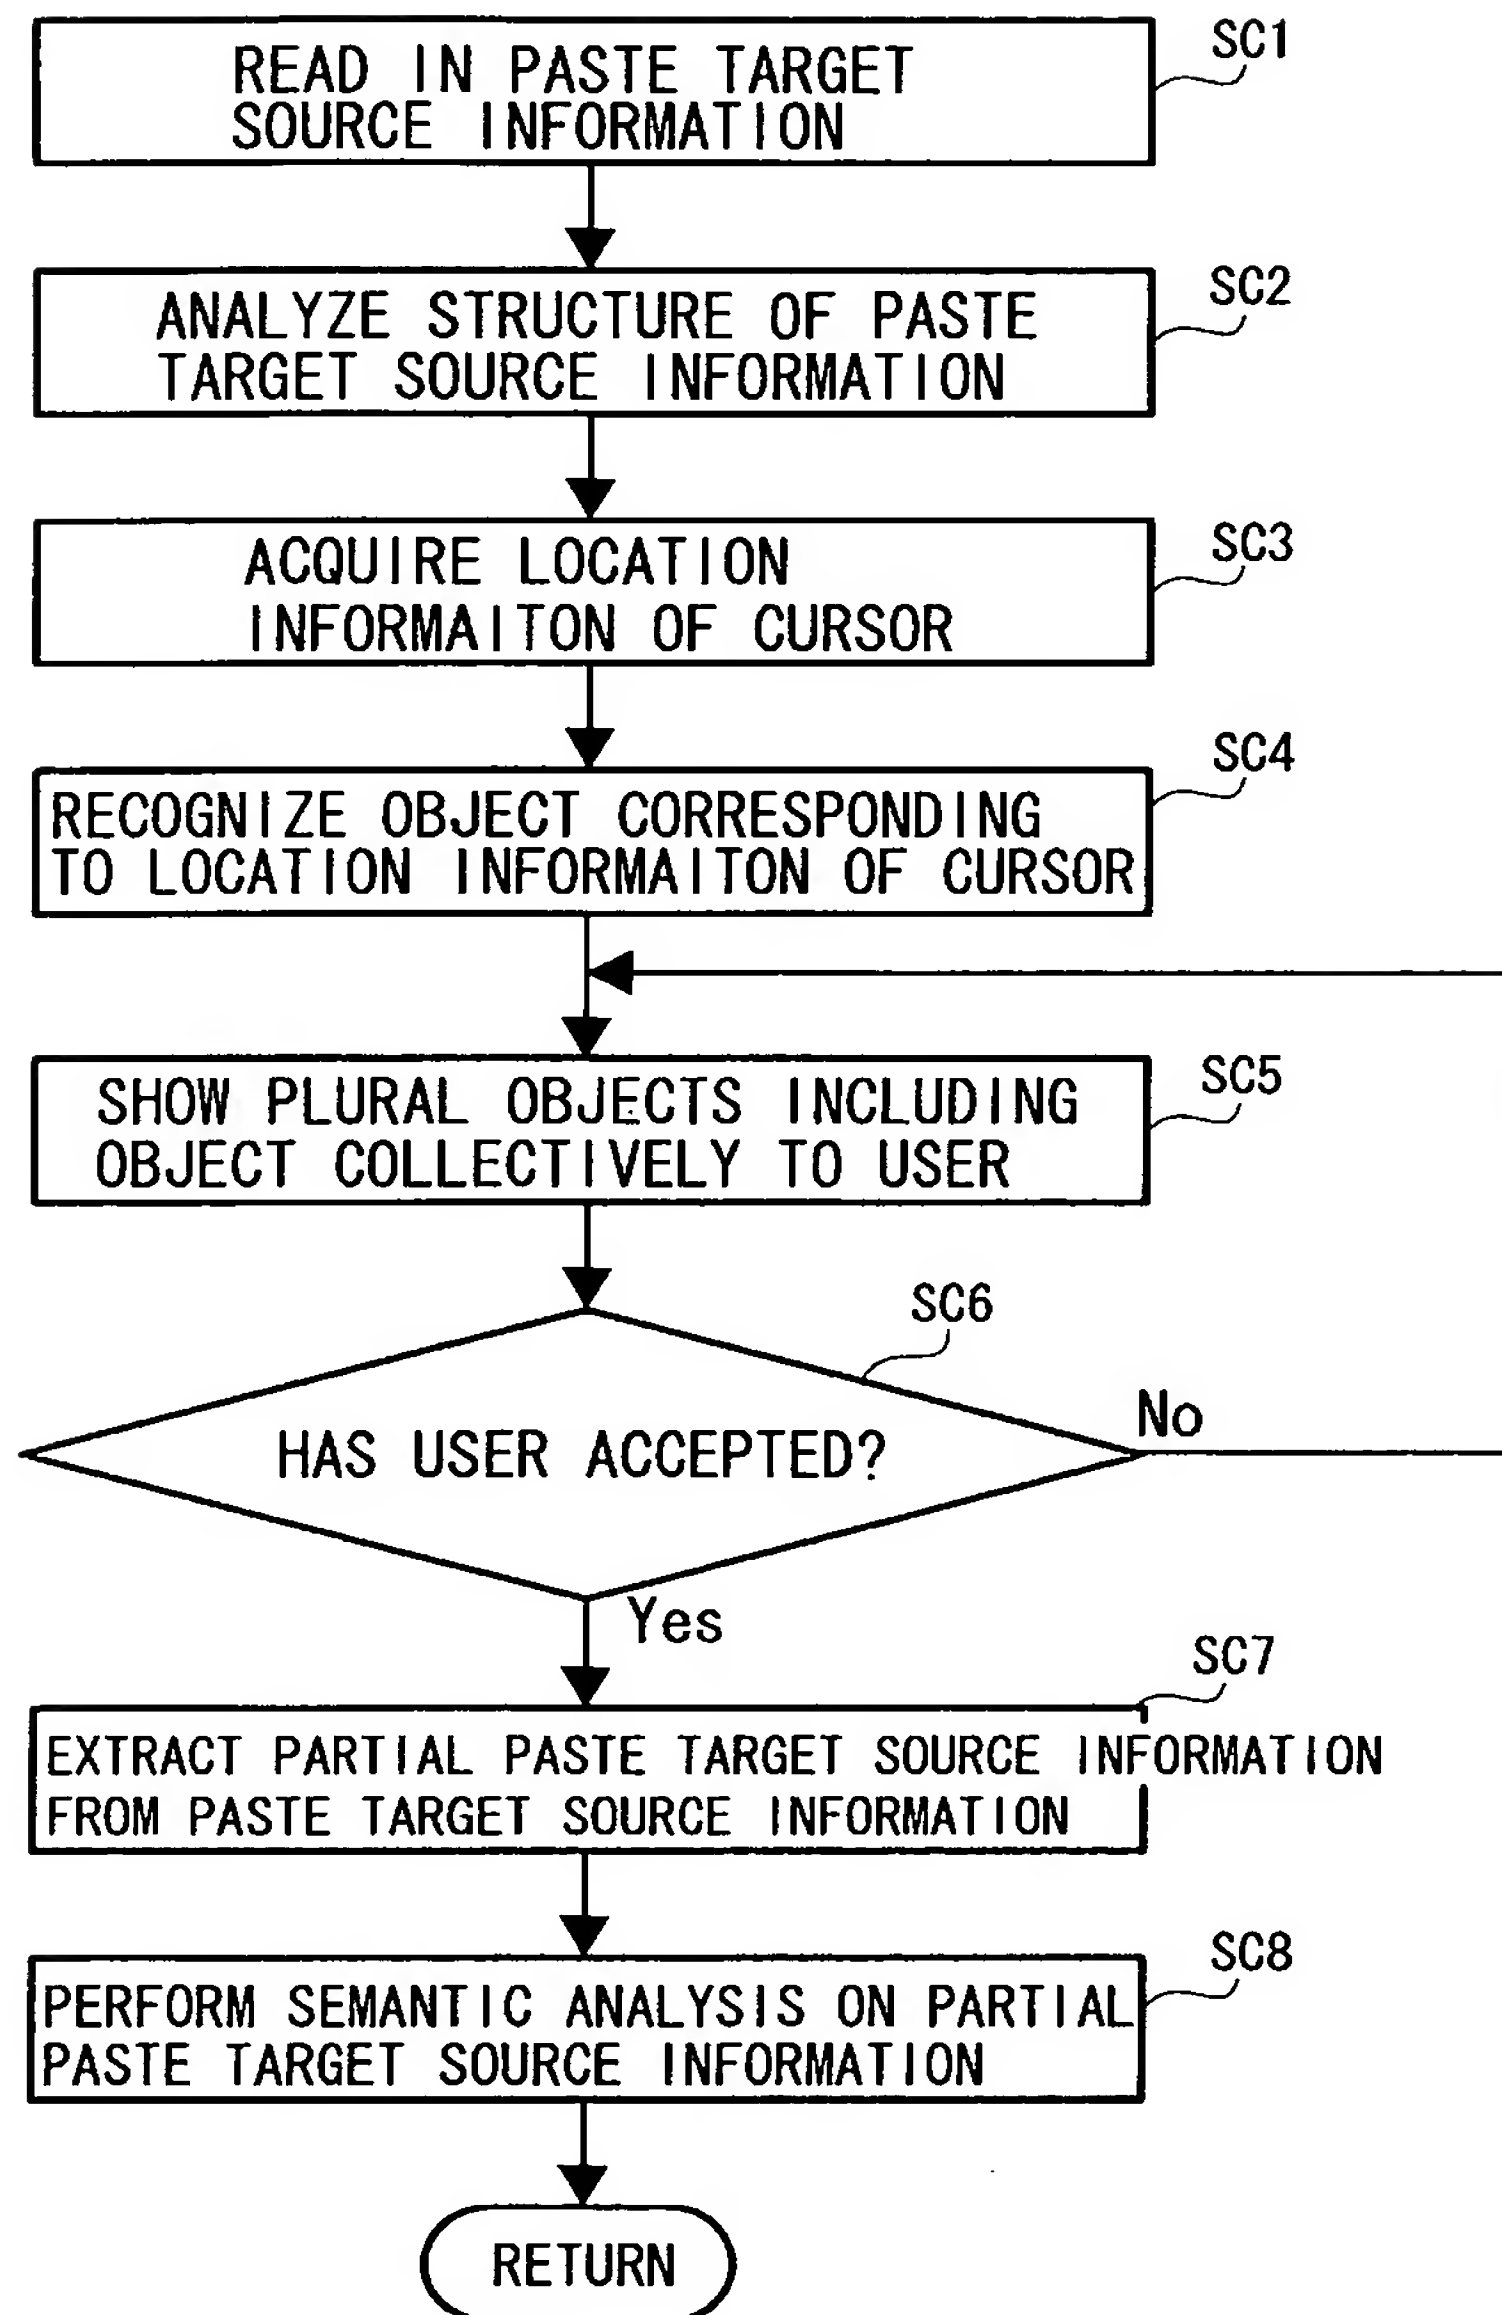 SC1
READ IN PASTE TARGET
SOURCE INFORMATION
SC2
ANALYZE STRUCTURE OF PASTE
TARGET SOURCE INFORMATION
SC3
ACQUIRE LOCATION
INFORMAITON OF CURSOR
SC4
RECOGNIZE OBJECT CORRESPONDING
TO LOCATION INFORMAITON OF CURSOR
SC5
SHOW PLURAL OBJECTS INCLUDING
OBJECT COLLECTIVELY TO USER
SC6
HAS USER ACCEPTED?
No
Yes
SC7
EXTRACT PARTIAL PASTE TARGET SOURCE INFORMATION
FROM PASTE TARGET SOURCE INFORMATION
SC8
PERFORM SEMANTIC ANALYSIS ON PARTIAL
PASTE TARGET SOURCE INFORMATION
RETURN